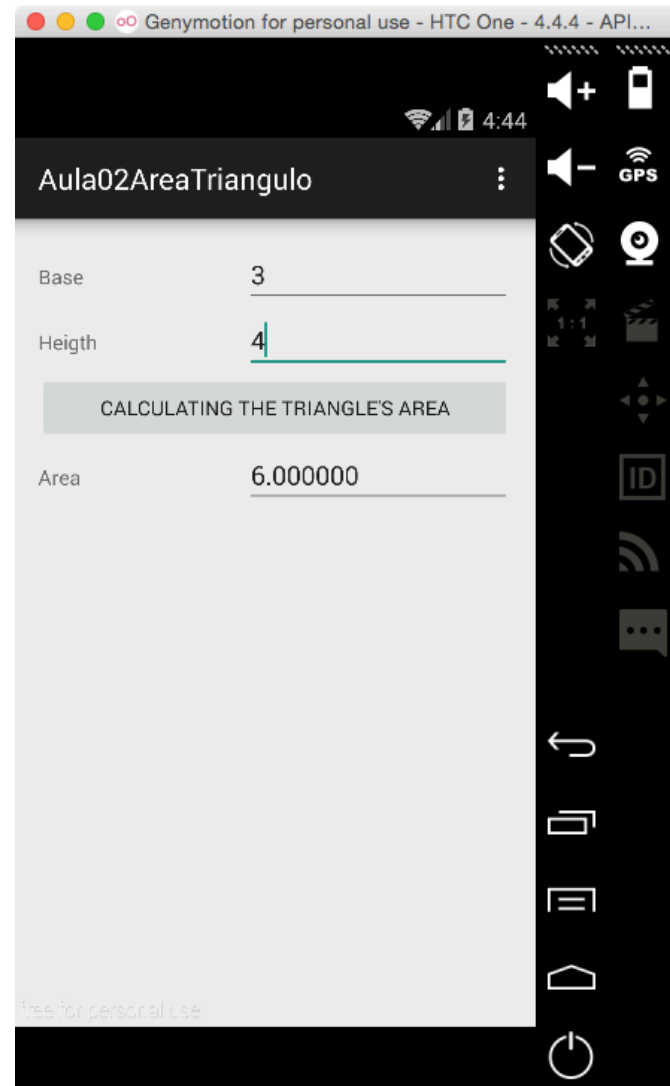 Genymotion for personal use - HTC One - 4.4.4 - API...
4:44
Aula02AreaTriangulo
Base 3
Heigth 4
CALCULATING THE TRIANGLE'S AREA
Area 6.000000
free for personal use
GPS
1:1
ID